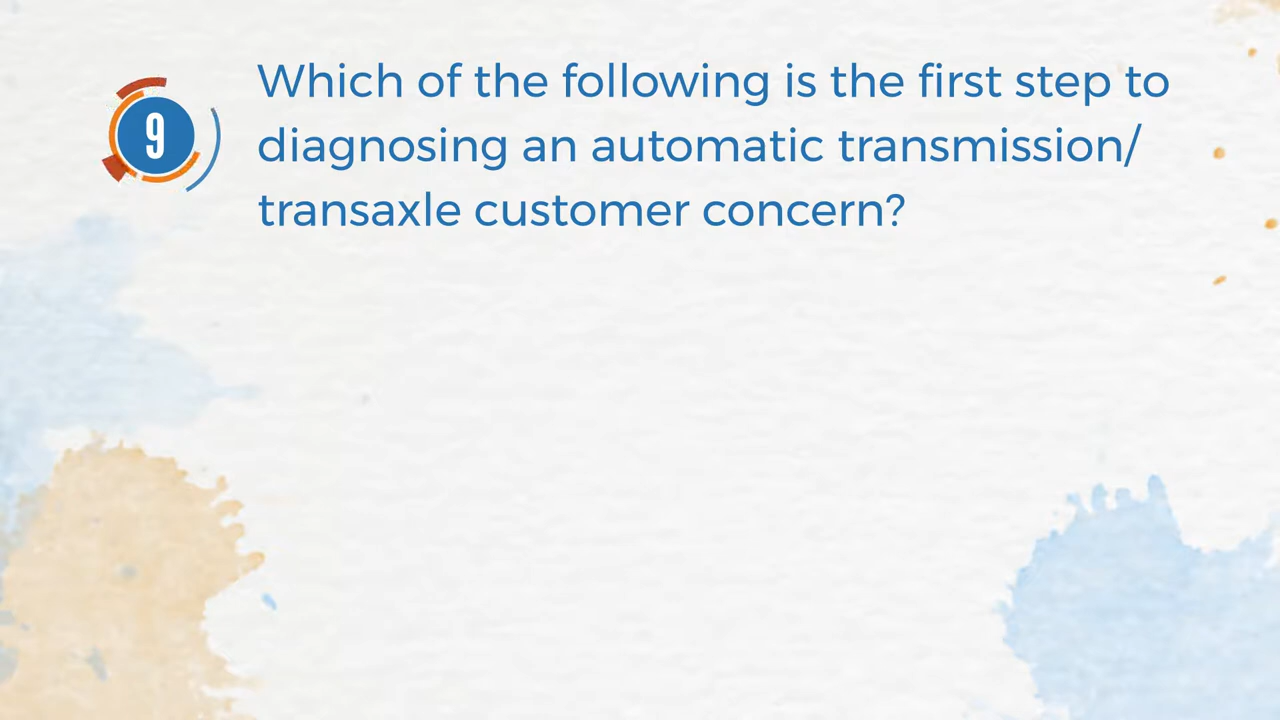 9
Which of the following is the first step to
diagnosing an automatic transmission/
transaxle customer concern?